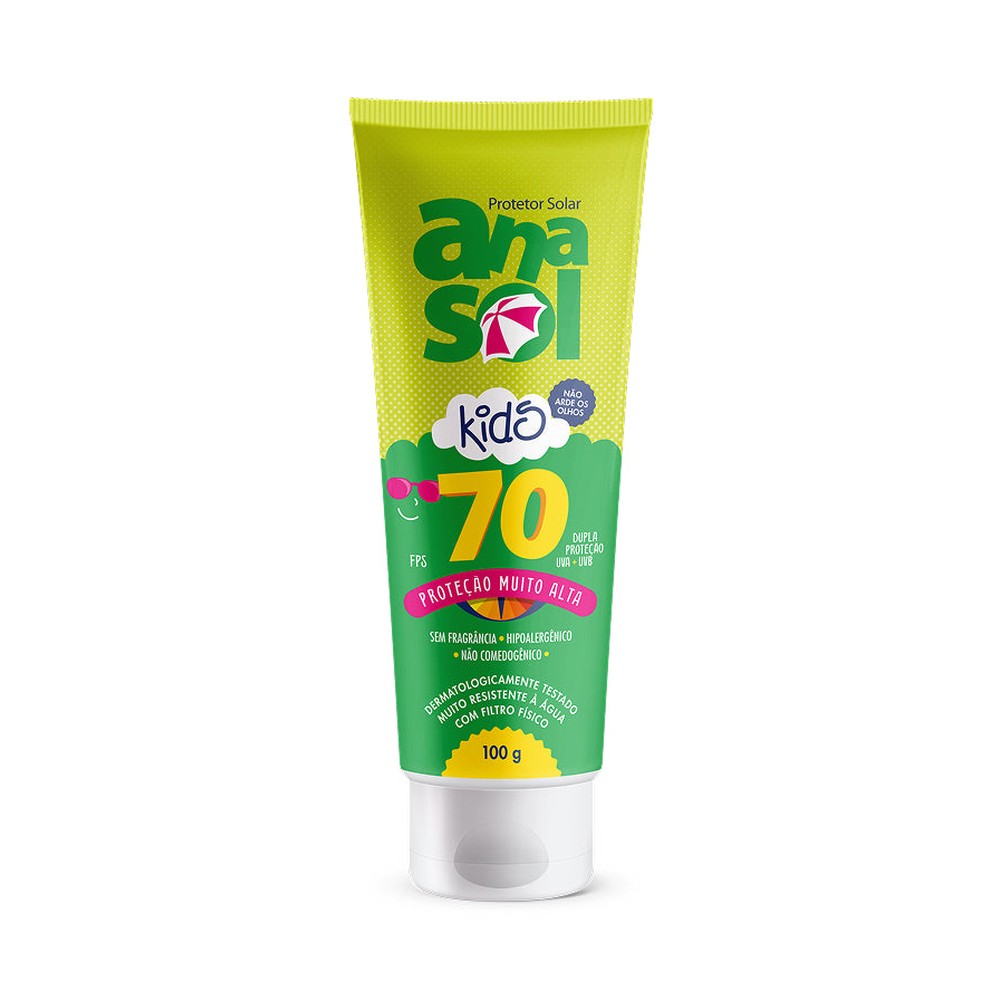 Protetor Solar
ana
sol
NÃO
ARDE OS
OLHOS
kids
70
FPS
DUPLA
PROTEÇÃO
UVA + UVB
PROTEÇÃO MUITO ALTA
SEM FRAGRÂNCIA • HIPOALERGÊNICO
• NÃO COMEDOGÊNICO •
DERMATOLOGICAMENTE TESTADO
MUITO RESISTENTE À ÁGUA
COM FILTRO FÍSICO
100 g